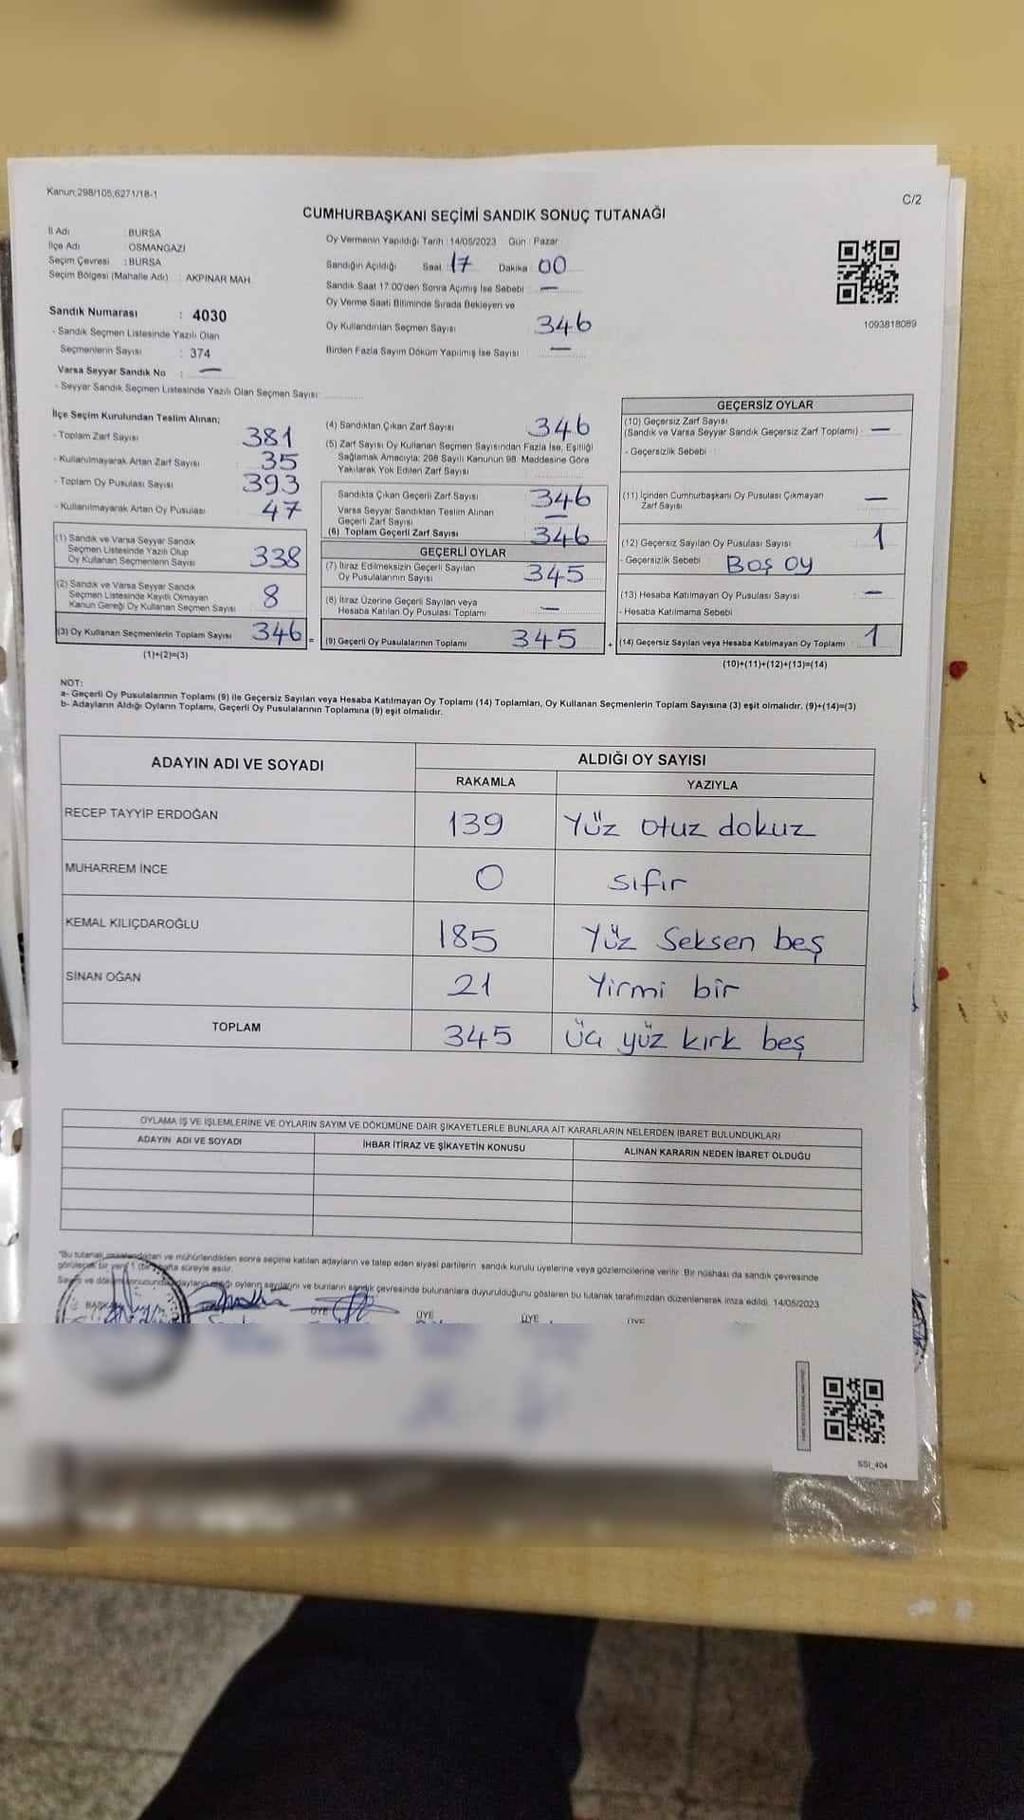 Kanun;298/105;6271/18-1
C/2
CUMHURBAŞKANI SEÇİMİ SANDIK SONUÇ TUTANAĞI
İl Adı BURSA
İlçe Adı OSMANGAZİ
Seçim Çevresi : BURSA
Seçim Bölgesi (Mahalle Adı) : AKPINAR MAH
Sandık Numarası : 4030
- Sandık Seçmen Listesinde Yazılı Olan
Seçmenlerin Sayısı : 374
Varsa Seyyar Sandık No : —
- Seyyar Sandık Seçmen Listesinde Yazılı Olan Seçmen Sayısı
Oy Vermenin Yapıldığı Tarih :14/05/2023 Gün : Pazar
Sandığın Açıldığı Saat 17 Dakika 00
Sandık Saat 17.00'den Sonra Açımış İse Sebebi —
Oy Verme Saati Bitiminde Sırada Bekleyen ve
Oy Kullandırılan Seçmen Sayısı 346
Birden Fazla Sayım Döküm Yapılmış İse Sayısı —
1093818089
İlçe Seçim Kurulundan Teslim Alınan;
- Toplam Zarf Sayısı 381
- Kullanılmayarak Artan Zarf Sayısı 35
- Toplam Oy Pusulası Sayısı 393
- Kullanılmayarak Artan Oy Pusulası 47
(1) Sandık ve Varsa Seyyar Sandık
Seçmen Listesinde Yazılı Olup
Oy Kullanan Seçmenlerin Sayısı 338
(2) Sandık ve Varsa Seyyar Sandık
Seçmen Listesinde Kayıtlı Olmayan
Kanun Gereği Oy Kullanan Seçmen Sayısı 8
(3) Oy Kullanan Seçmenlerin Toplam Sayısı 346 =
(1)+(2)=(3)
(4) Sandıktan Çıkan Zarf Sayısı 346
(5) Zarf Sayısı Oy Kullanan Seçmen Sayısından Fazla İse, Eşitliği
Sağlamak Amacıyla; 298 Sayılı Kanunun 98. Maddesine Göre
Yakılarak Yok Edilen Zarf Sayısı
Sandıkta Çıkan Geçerli Zarf Sayısı 346
Varsa Seyyar Sandıktan Teslim Alınan
Geçerli Zarf Sayısı —
(6) Toplam Geçerli Zarf Sayısı 346
GEÇERLİ OYLAR
(7) İtiraz Edilmeksizin Geçerli Sayılan
Oy Pusulalarının Sayısı 345
(8) İtiraz Üzerine Geçerli Sayılan veya
Hesaba Katılan Oy Pusulası Toplamı —
(9) Geçerli Oy Pusulalarının Toplamı 345 +
GEÇERSİZ OYLAR
(10) Geçersiz Zarf Sayısı
(Sandık ve Varsa Seyyar Sandık Geçersiz Zarf Toplamı) —
- Geçersizlik Sebebi
(11) İçinden Cumhurbaşkanı Oy Pusulası Çıkmayan
Zarf Sayısı —
(12) Geçersiz Sayılan Oy Pusulası Sayısı 1
- Geçersizlik Sebebi Boş oy
(13) Hesaba Katılmayan Oy Pusulası Sayısı —
- Hesaba Katılmama Sebebi
(14) Geçersiz Sayılan veya Hesaba Katılmayan Oy Toplamı 1
(10)+(11)+(12)+(13)=(14)
NOT:
a- Geçerli Oy Pusulalarının Toplamı (9) ile Geçersiz Sayılan veya Hesaba Katılmayan Oy Toplamı (14) Toplamları, Oy Kullanan Seçmenlerin Toplam Sayısına (3) eşit olmalıdır. (9)+(14)=(3)
b- Adayların Aldığı Oyların Toplamı, Geçerli Oy Pusulalarının Toplamına (9) eşit olmalıdır.
ADAYIN ADI VE SOYADI
ALDIĞI OY SAYISI
RAKAMLA YAZIYLA
RECEP TAYYİP ERDOĞAN 139 Yüz otuz dokuz
MUHARREM İNCE 0 sıfır
KEMAL KILIÇDAROĞLU 185 Yüz Seksen beş
SİNAN OĞAN 21 Yirmi bir
TOPLAM 345 üç yüz kırk beş
OYLAMA İŞ VE İŞLEMLERİNE VE OYLARIN SAYIM VE DÖKÜMÜNE DAİR ŞİKAYETLERLE BUNLARA AİT KARARLARIN NELERDEN İBARET BULUNDUKLARI
ADAYIN ADI VE SOYADI İHBAR İTİRAZ VE ŞİKAYETİN KONUSU ALINAN KARARIN NEDEN İBARET OLDUĞU
"Bu tutanak ve mühürlendikten sonra seçime katılan adayların ve talep eden siyasi partilerin sandık kurulu üyelerine veya gözlemcilerine verilir. Bir nüshası da sandık çevresinde
görülecek bir yere 1 (bir) hafta süreyle asılır.
Sayım ve döküm sonucunda adayların aldığı oyların sayılarını ve bunların sandık çevresinde bulunanlara duyurulduğunu gösteren bu tutanak tarafımızdan düzenlenerek imza edildi. 14/05/2023
BAŞKAN ÜYE ÜYE ÜYE ÜYE
SSI_404